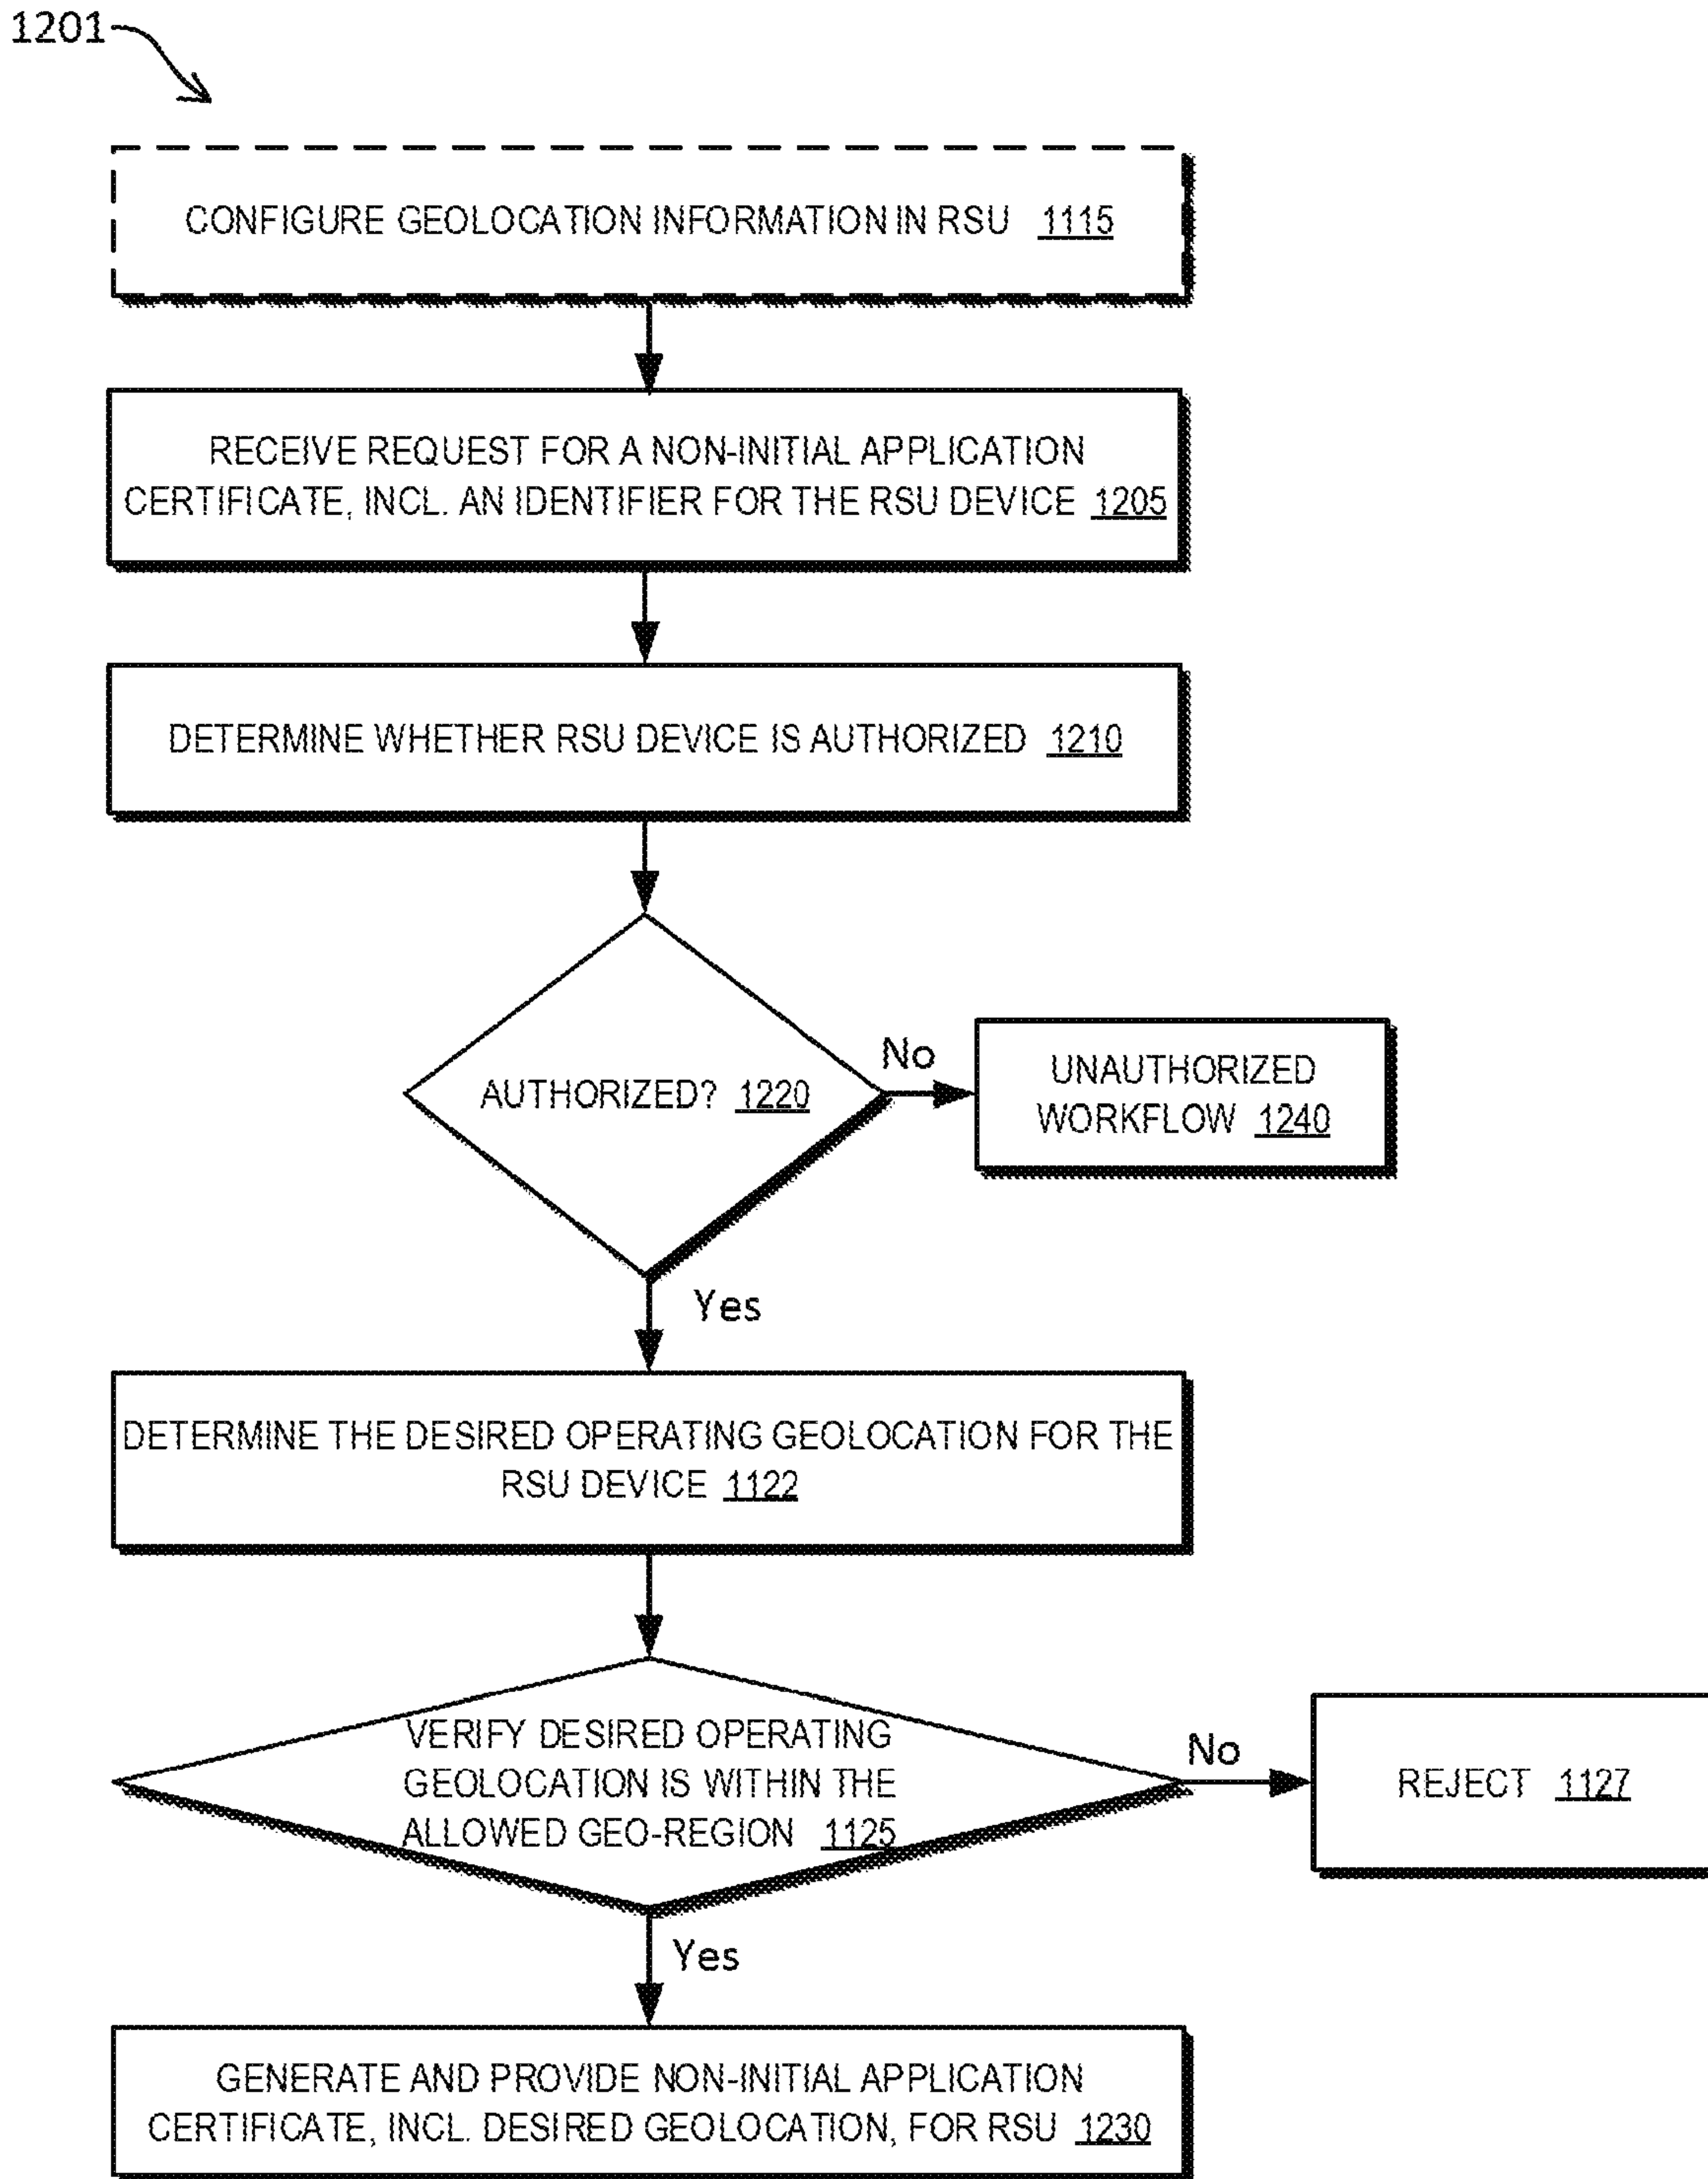 1201
CONFIGURE GEOLOCATION INFORMATION IN RSU 1115
RECEIVE REQUEST FOR A NON-INITIAL APPLICATION
CERTIFICATE, INCL. AN IDENTIFIER FOR THE RSU DEVICE 1205
DETERMINE WHETHER RSU DEVICE IS AUTHORIZED 1210
AUTHORIZED? 1220
No
UNAUTHORIZED
WORKFLOW 1240
Yes
DETERMINE THE DESIRED OPERATING GEOLOCATION FOR THE
RSU DEVICE 1122
VERIFY DESIRED OPERATING
GEOLOCATION IS WITHIN THE
ALLOWED GEO-REGION 1125
No
REJECT 1127
Yes
GENERATE AND PROVIDE NON-INITIAL APPLICATION
CERTIFICATE, INCL. DESIRED GEOLOCATION, FOR RSU 1230